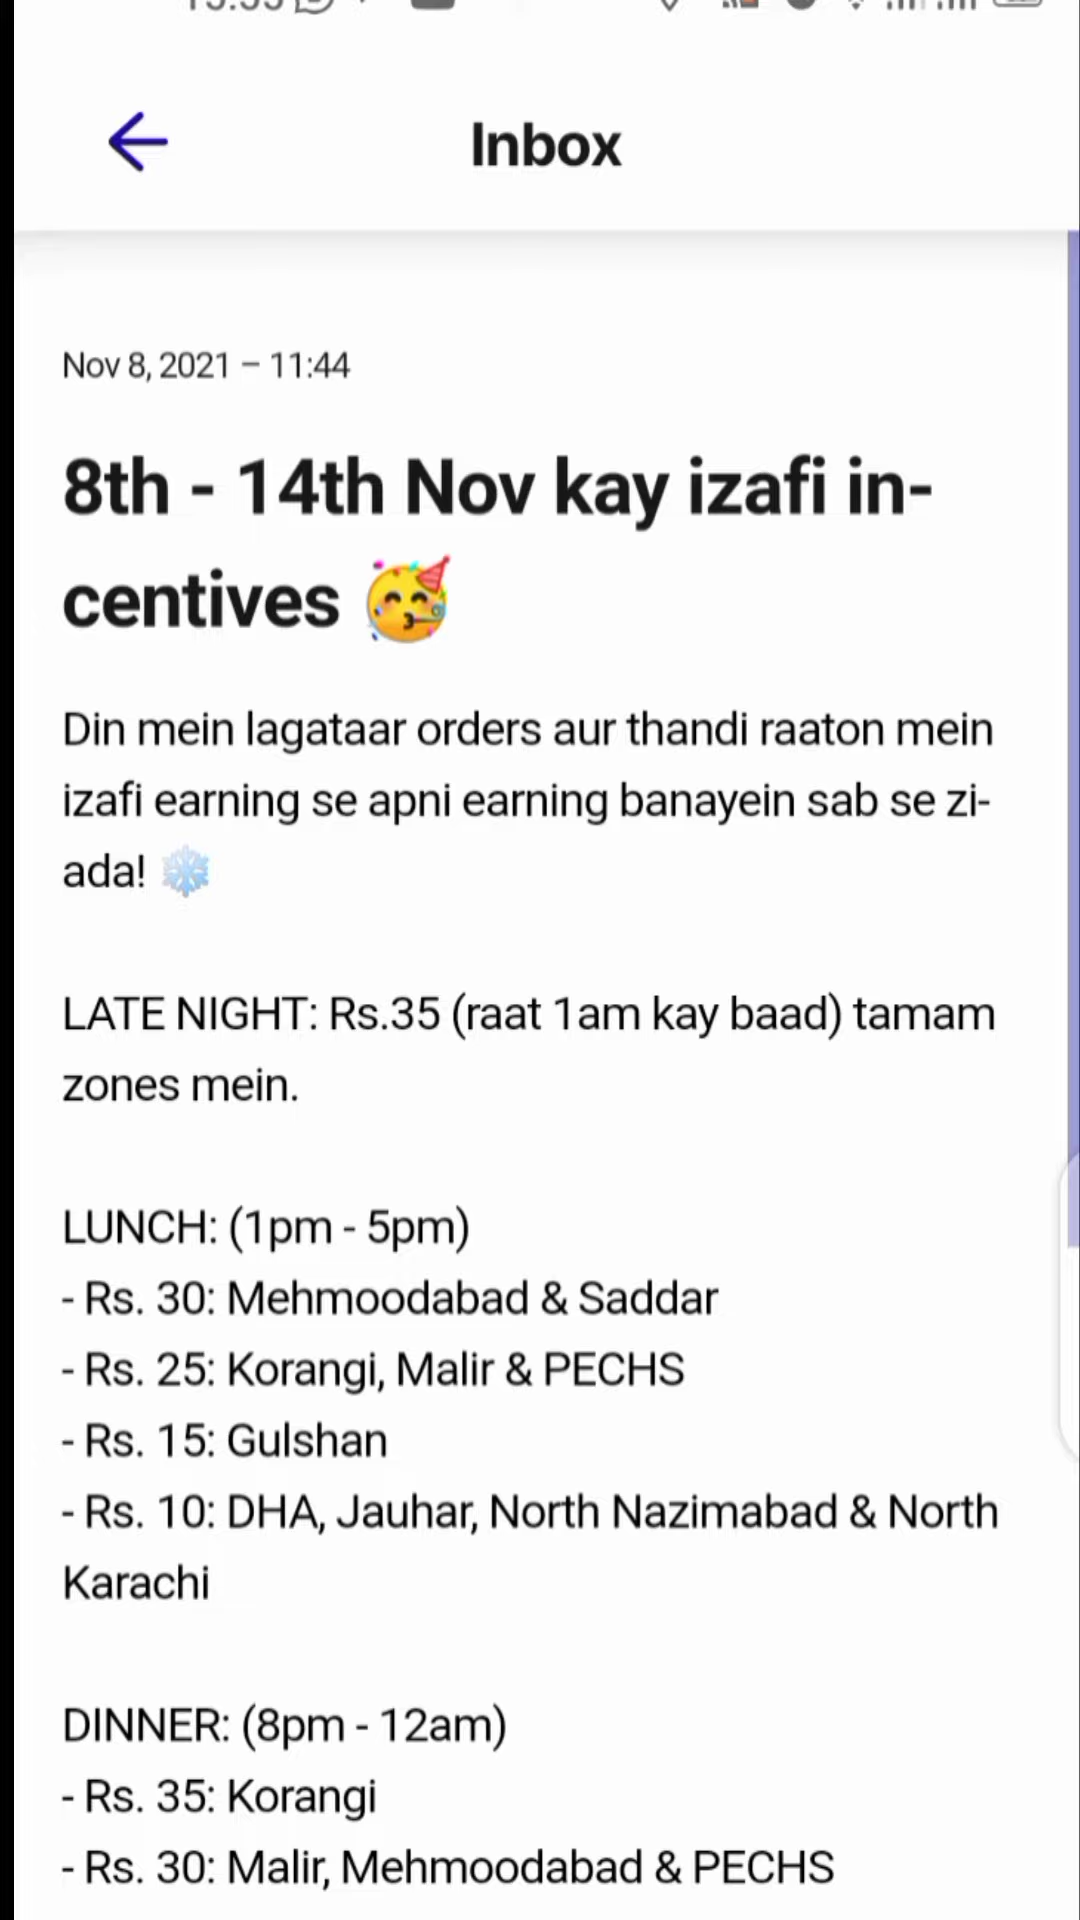 Inbox
Nov 8, 2021 – 11:44
8th - 14th Nov kay izafi in-
centives 🥳
Din mein lagataar orders aur thandi raaton mein
izafi earning se apni earning banayein sab se zi-
ada! ❄️
LATE NIGHT: Rs.35 (raat 1am kay baad) tamam
zones mein.
LUNCH: (1pm - 5pm)
- Rs. 30: Mehmoodabad & Saddar
- Rs. 25: Korangi, Malir & PECHS
- Rs. 15: Gulshan
- Rs. 10: DHA, Jauhar, North Nazimabad & North
Karachi
DINNER: (8pm - 12am)
- Rs. 35: Korangi
- Rs. 30: Malir, Mehmoodabad & PECHS